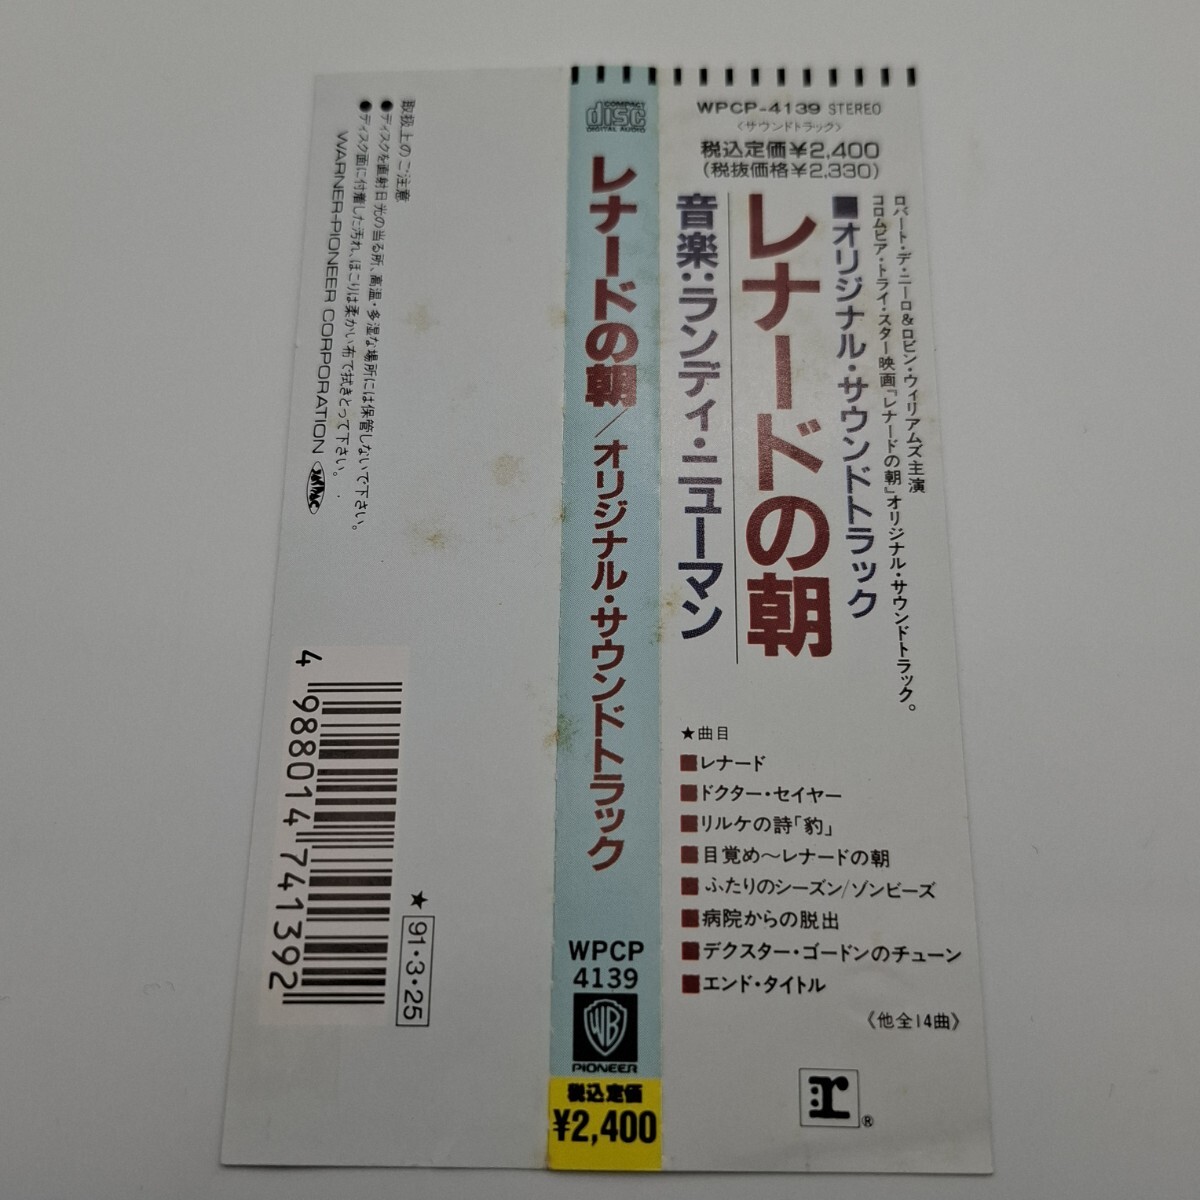 WPCP-4139 STEREO
〈サウンドトラック〉
税込定価¥2,400
(税抜価格¥2,330)
ロバート・デ・ニーロ&ロビン・ウィリアムズ主演
コロムビア・トライ・スター映画「レナードの朝」オリジナル・サウンドトラック。
■オリジナル・サウンドトラック
レナードの朝
音楽:ランディ・ニューマン
★曲目
■レナード
■ドクター・セイヤー
■リルケの詩「豹」
■目覚め〜レナードの朝
■ふたりのシーズン/ゾンビーズ
■病院からの脱出
■デクスター・ゴードンのチューン
■エンド・タイトル
《他全14曲》
r®
COMPACT
disc
DIGITAL AUDIO
レナードの朝/オリジナル・サウンドトラック
WPCP
4139
WB
PIONEER
税込定価
¥2,400
取扱上のご注意
●ディスクを直射日光の当る所、高温・多湿な場所には保管しないで下さい。
●ディスク面に付着した汚れ、ほこりは柔かい布で拭きとって下さい。
WARNER-PIONEER CORPORATION
4 988014 741392
★ 91・3・25